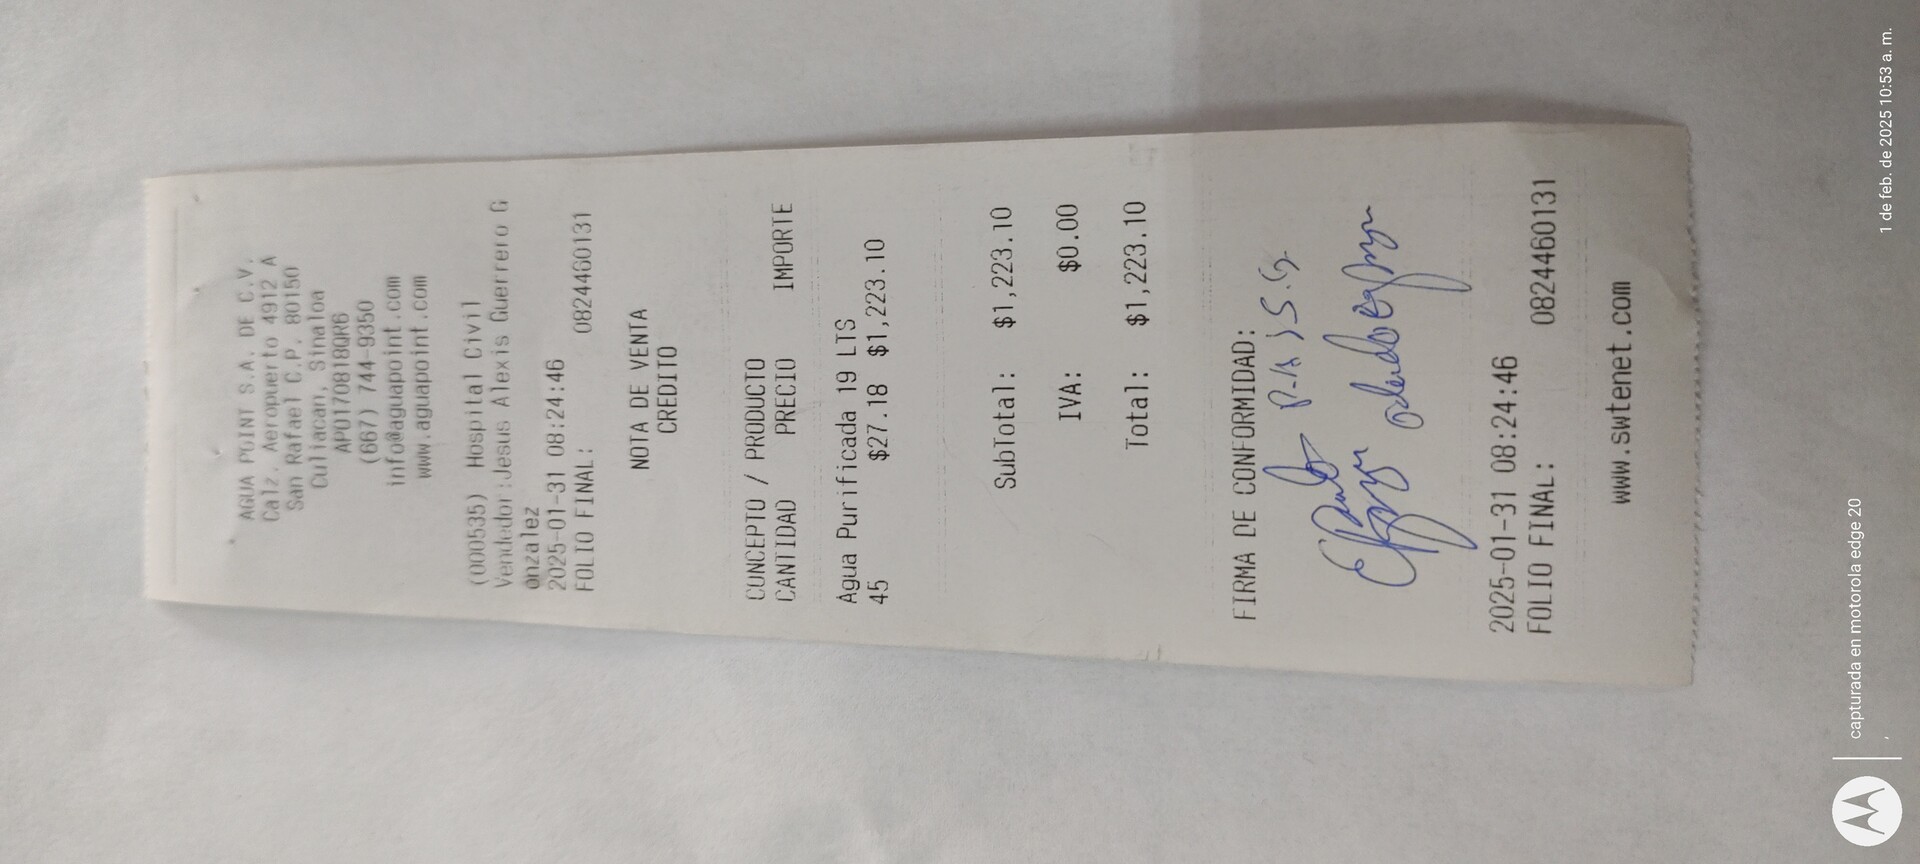 AGUA POINT S.A. DE C.V.
Calz. Aeropuerto 4912 A
San Rafael C.P. 80150
Culiacan, Sinaloa
APO170818QR6
(667) 744-9350
info@aguapoint.com
www.aguapoint.com
(000535) Hospital Civil
Vendedor:Jesus Alexis Guerrero G
onzalez
2025-01-31 08:24:46
FOLIO FINAL: 0824460131
NOTA DE VENTA
CREDITO
CONCEPTO / PRODUCTO
CANTIDAD PRECIO IMPORTE
Agua Purificada 19 LTS
45 $27.18 $1,223.10
SubTotal: $1,223.10
IVA: $0.00
Total: $1,223.10
FIRMA DE CONFORMIDAD:
2025-01-31 08:24:46
FOLIO FINAL: 0824460131
www.swtenet.com
capturada en motorola edge 20
1 de feb. de 2025 10:53 a. m.